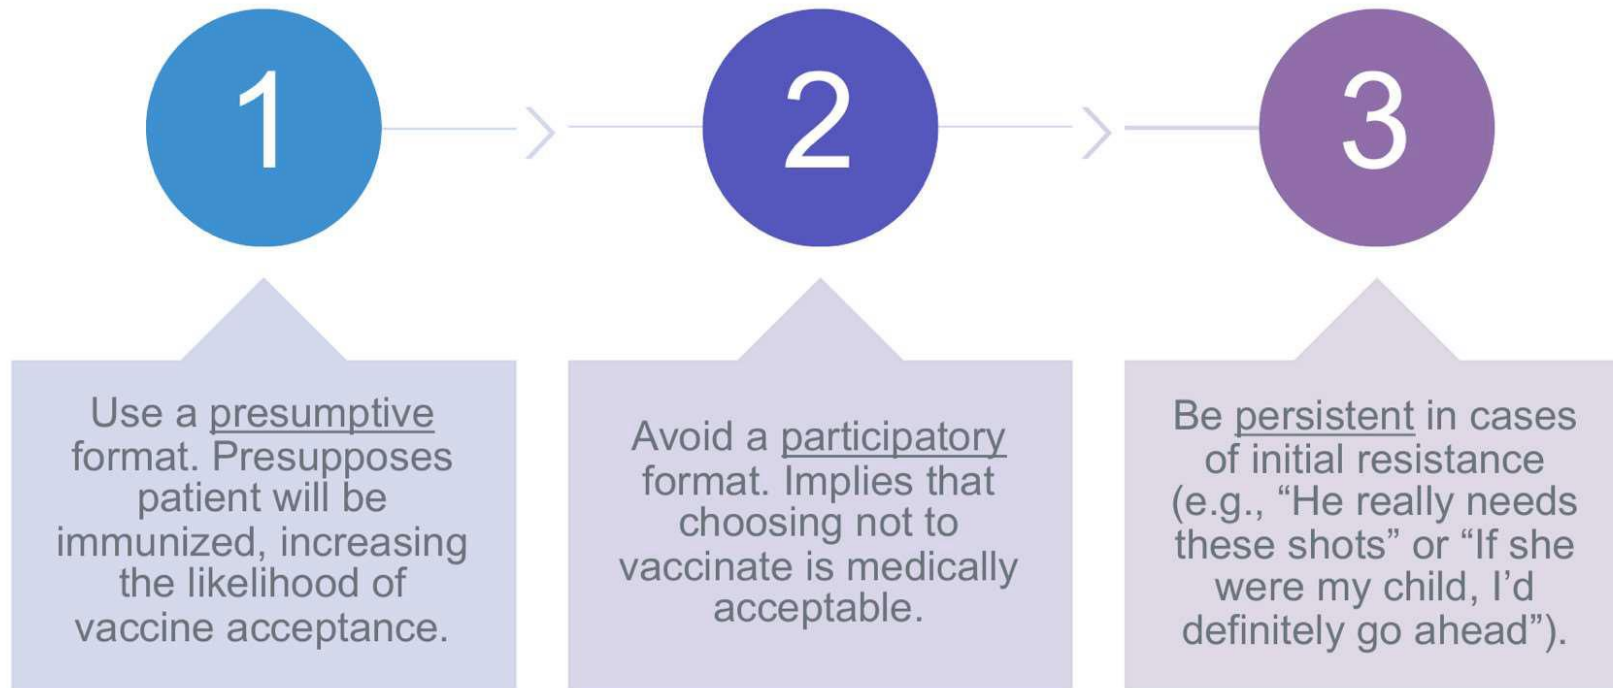 1
Use a presumptive
format. Presupposes
patient will be
immunized, increasing
the likelihood of
vaccine acceptance.
2
Avoid a participatory
format. Implies that
choosing not to
vaccinate is medically
acceptable.
3
Be persistent in cases
of initial resistance
(e.g., “He really needs
these shots” or “If she
were my child, I’d
definitely go ahead”).